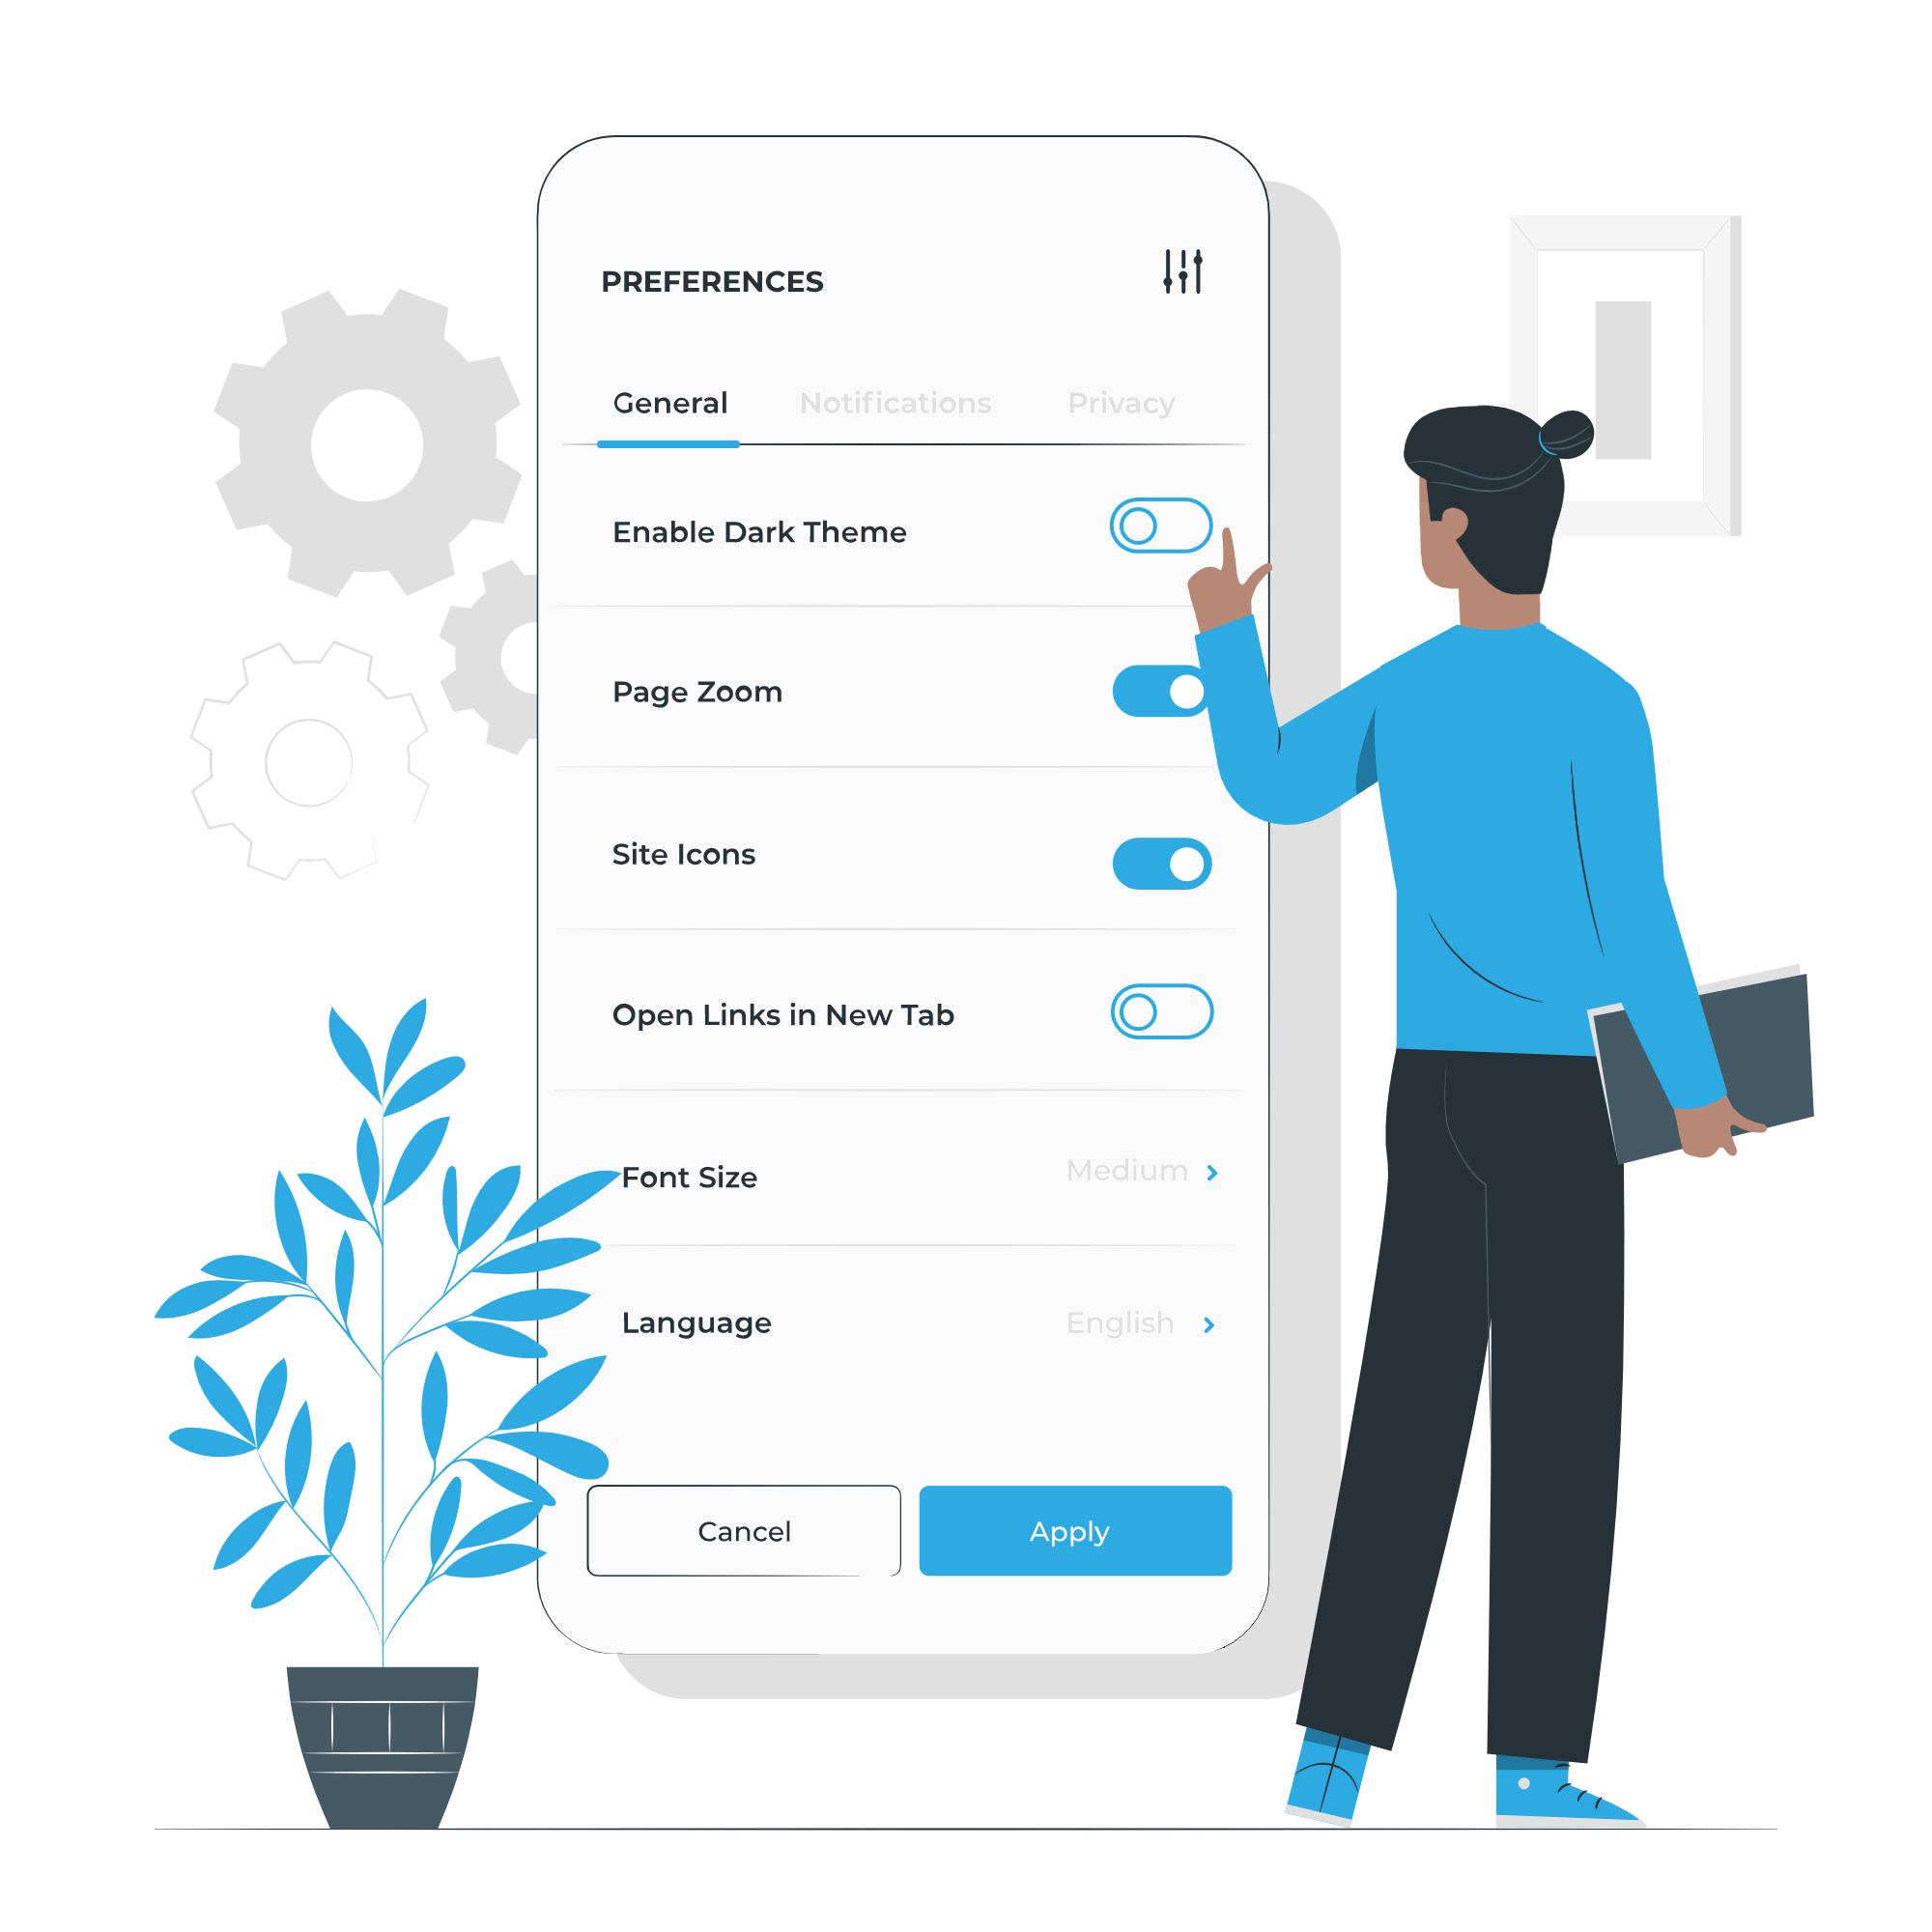 PREFERENCES
General Notifications Privacy
Enable Dark Theme
Page Zoom
Site Icons
Open Links in New Tab
Font Size Medium
Language English
Cancel Apply